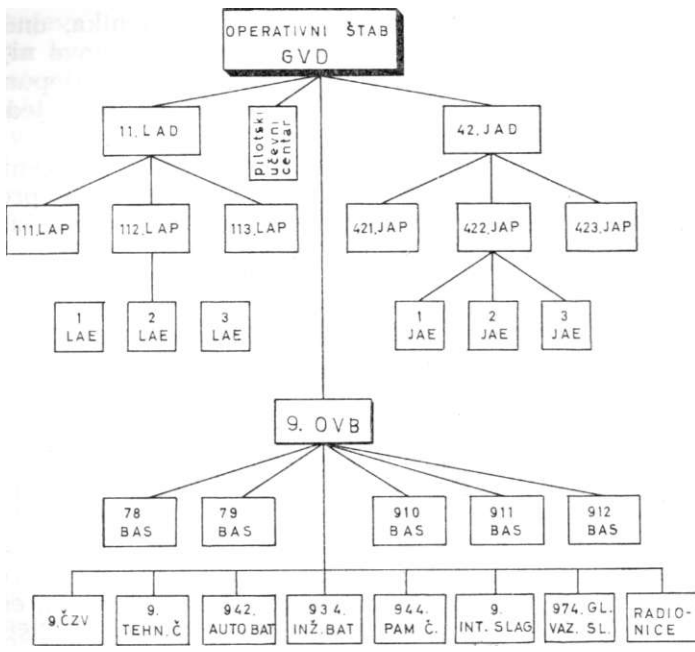 OPERATIVNI ŠTAB
GVD
11. LAD
pilotski
učevni
centar
42. JAD
111. LAP
112. LAP
113. LAP
421. JAP
422. JAP
423. JAP
1
LAE
2
LAE
3
LAE
1
JAE
2
JAE
3
JAE
9. OVB
78
BAS
79
BAS
910
BAS
911
BAS
912
BAS
9. ČZV
9.
TEHN. Č
942.
AUTO BAT
934.
INŽ. BAT
944.
PAM Č.
9.
INT. SLAG
974. GL.
VAZ. SL.
RADIO-
NICE